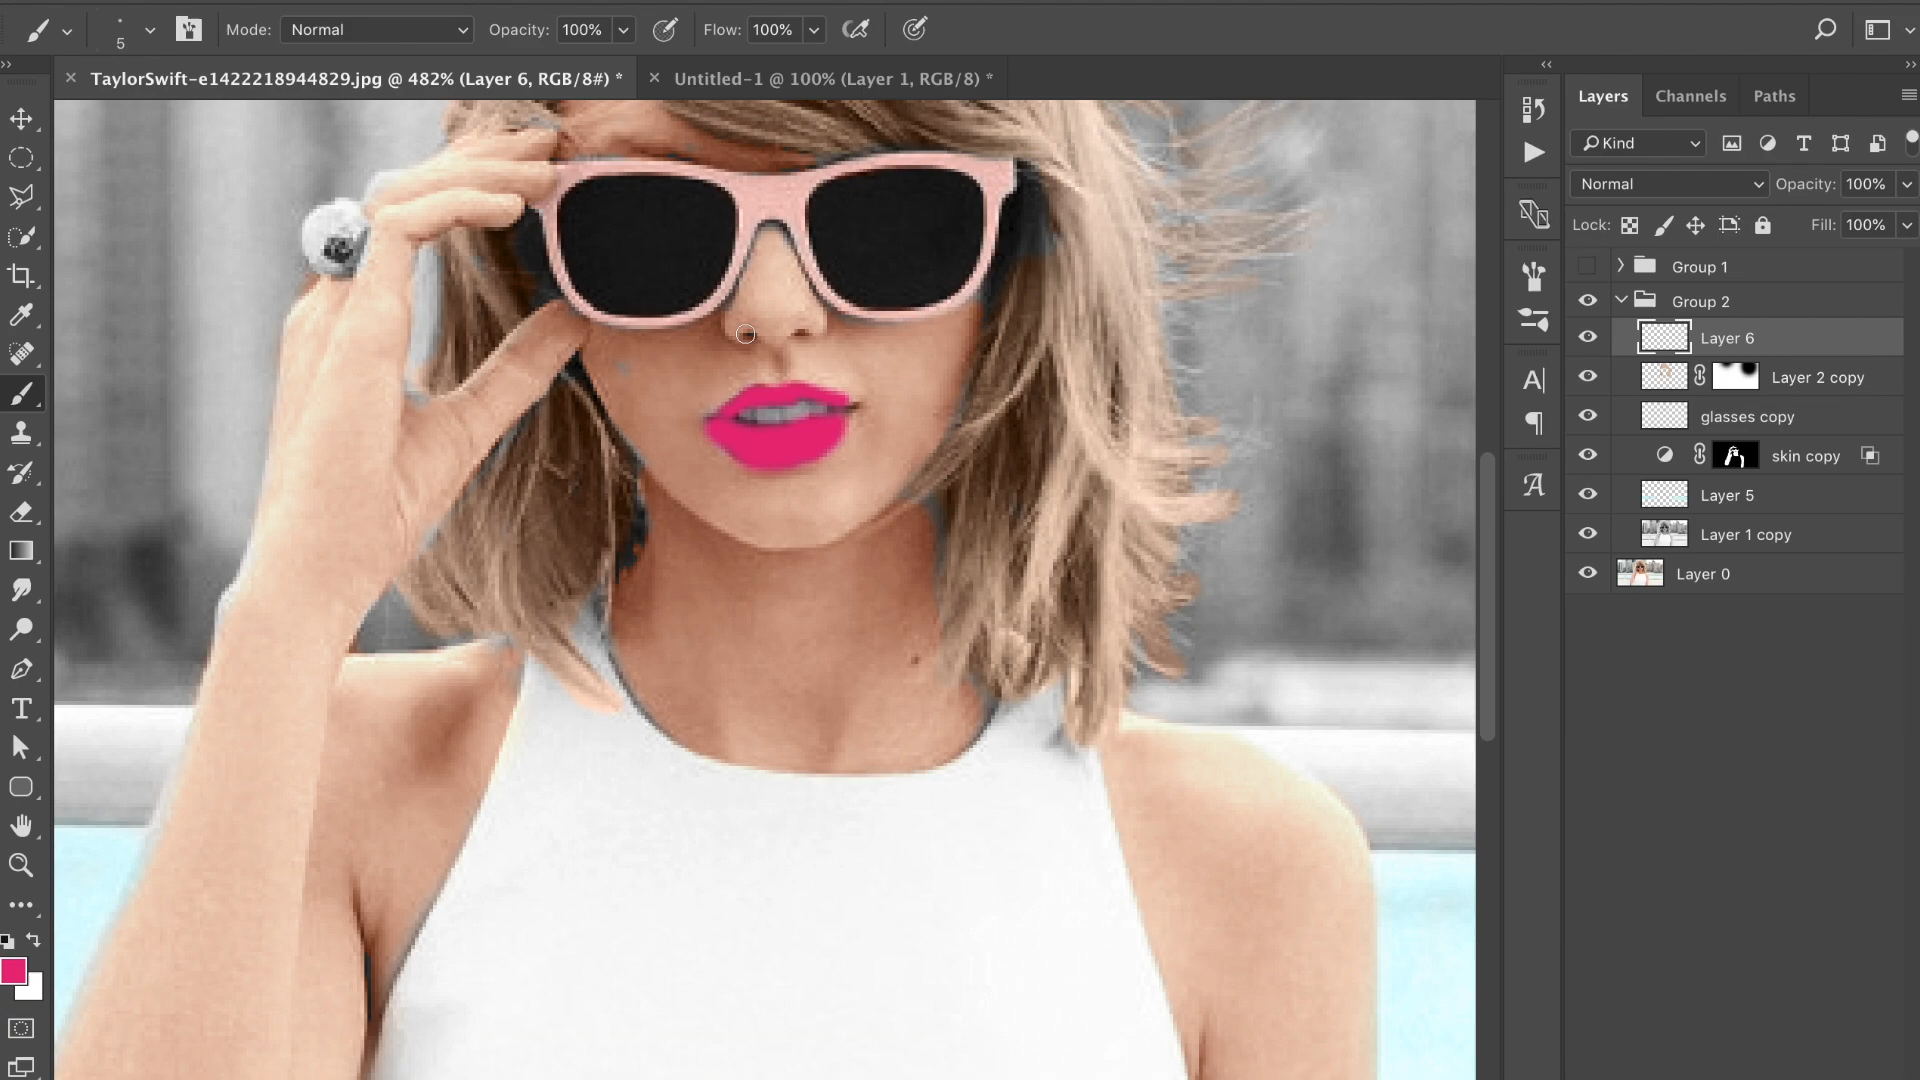 5
Mode: Normal Opacity: 100% Flow: 100%
TaylorSwift-e1422218944829.jpg @ 482% (Layer 6, RGB/8#) *
Untitled-1 @ 100% (Layer 1, RGB/8) *
Layers Channels Paths
Kind
Normal Opacity: 100%
Lock: Fill: 100%
Group 1
Group 2
Layer 6
Layer 2 copy
glasses copy
skin copy
Layer 5
Layer 1 copy
Layer 0